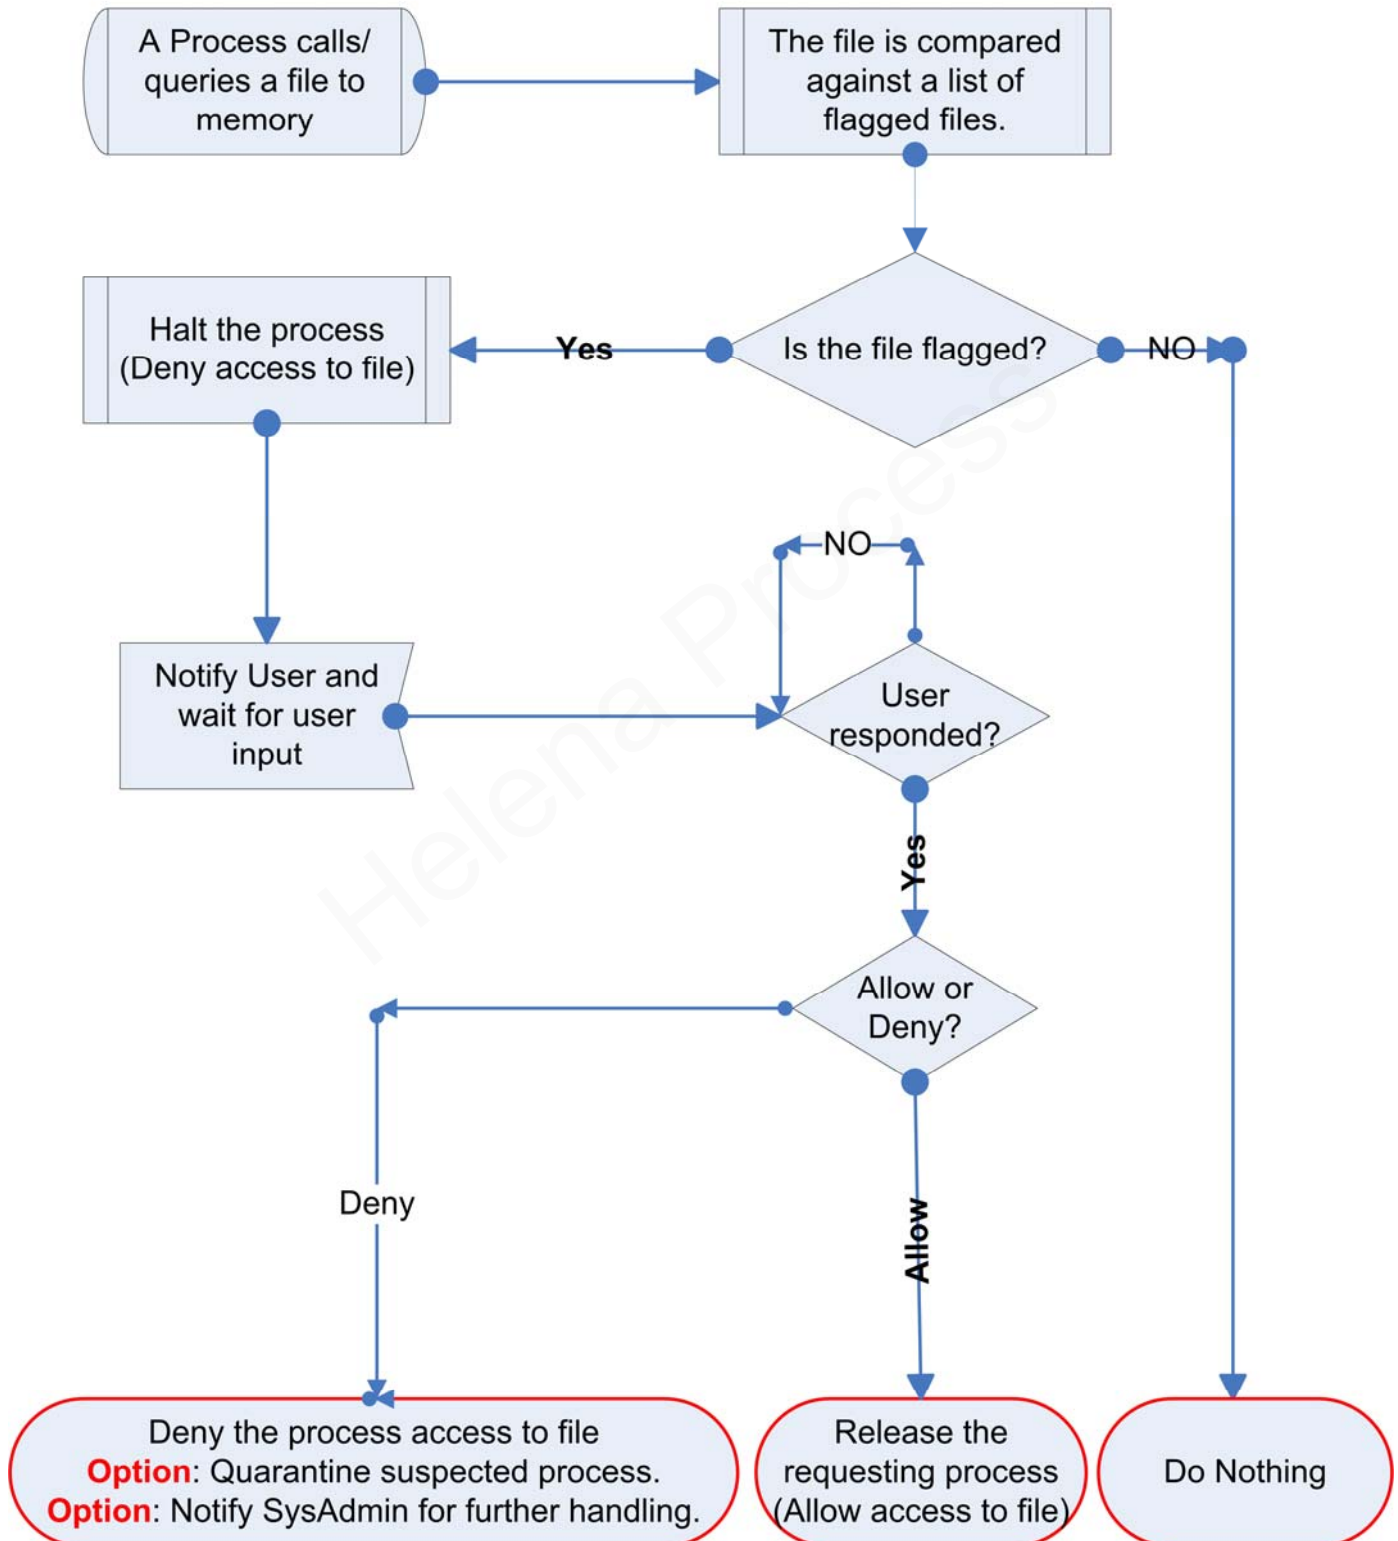 A Process calls/
queries a file to
memory
The file is compared
against a list of
flagged files.
Is the file flagged?
Yes
NO
Halt the process
(Deny access to file)
NO
Notify User and
wait for user
input
User
responded?
Yes
Allow or
Deny?
Deny
Allow
Deny the process access to file
Option: Quarantine suspected process.
Option: Notify SysAdmin for further handling.
Release the
requesting process
(Allow access to file)
Do Nothing
Helena Process